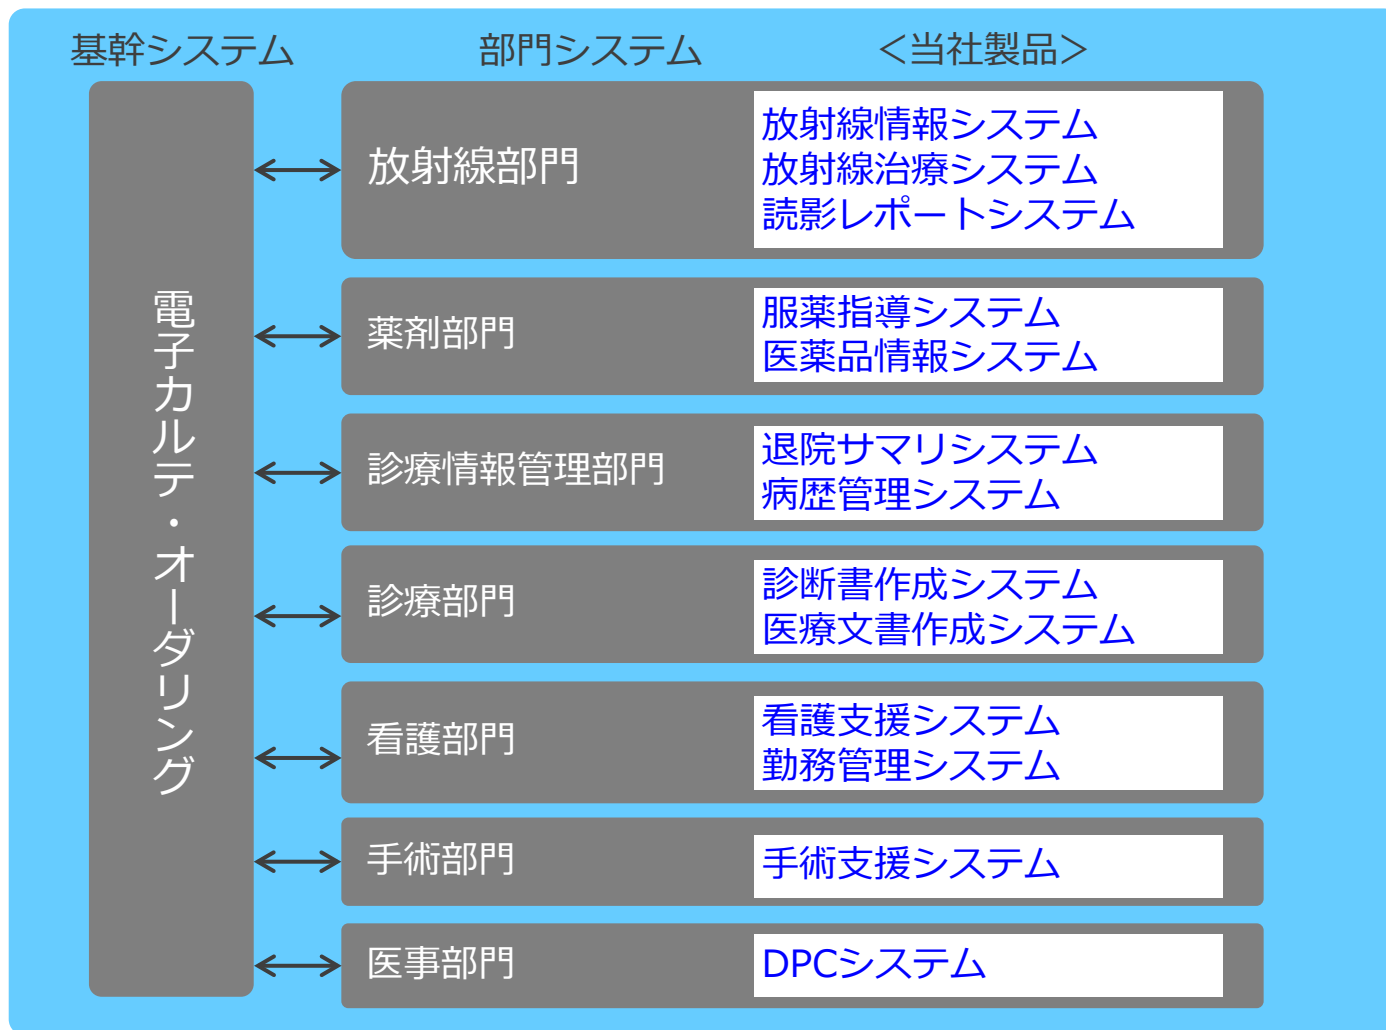 基幹システム
部門システム
＜当社製品＞
電子カルテ・オーダリング
放射線部門
放射線情報システム
放射線治療システム
読影レポートシステム
薬剤部門
服薬指導システム
医薬品情報システム
診療情報管理部門
退院サマリシステム
病歴管理システム
診療部門
診断書作成システム
医療文書作成システム
看護部門
看護支援システム
勤務管理システム
手術部門
手術支援システム
医事部門
DPCシステム